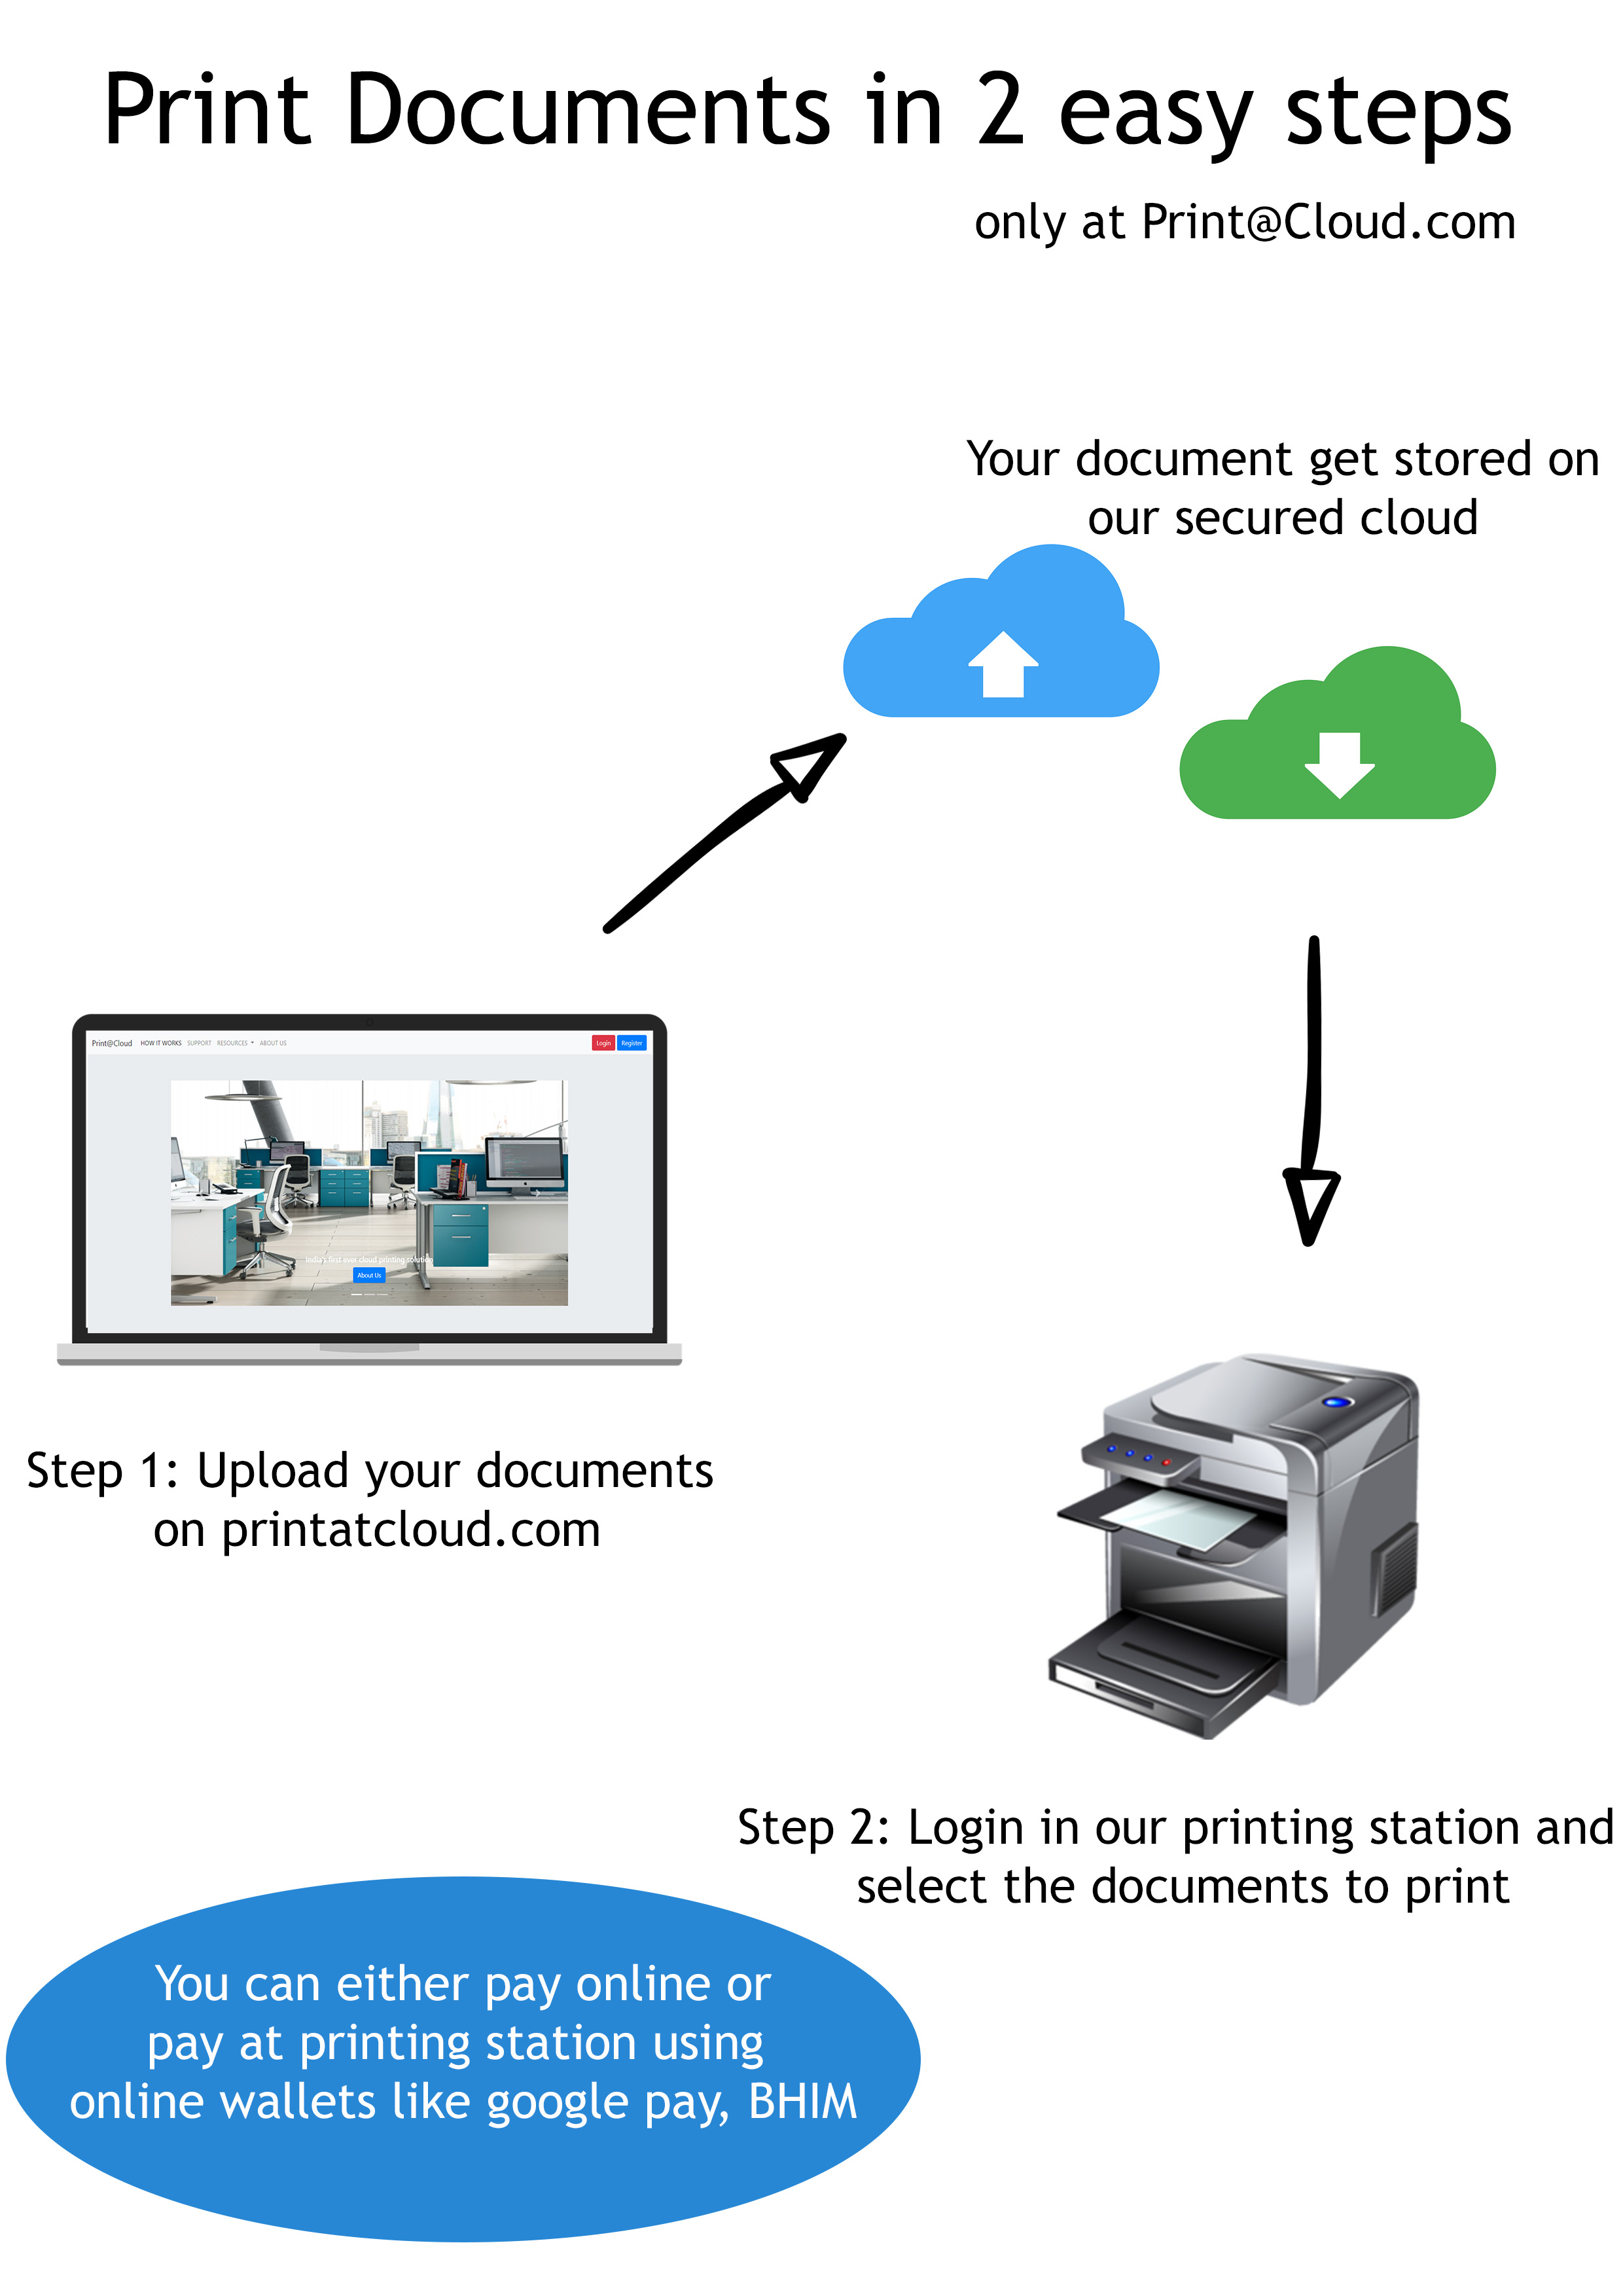 Print Documents in 2 easy steps
only at Print@Cloud.com
Your document get stored on
our secured cloud
Print@Cloud HOW IT WORKS SUPPORT RESOURCES ABOUT US Login Register
India's first ever cloud printing solution
About Us
Step 1: Upload your documents
on printatcloud.com
Step 2: Login in our printing station and
select the documents to print
You can either pay online or
pay at printing station using
online wallets like google pay, BHIM